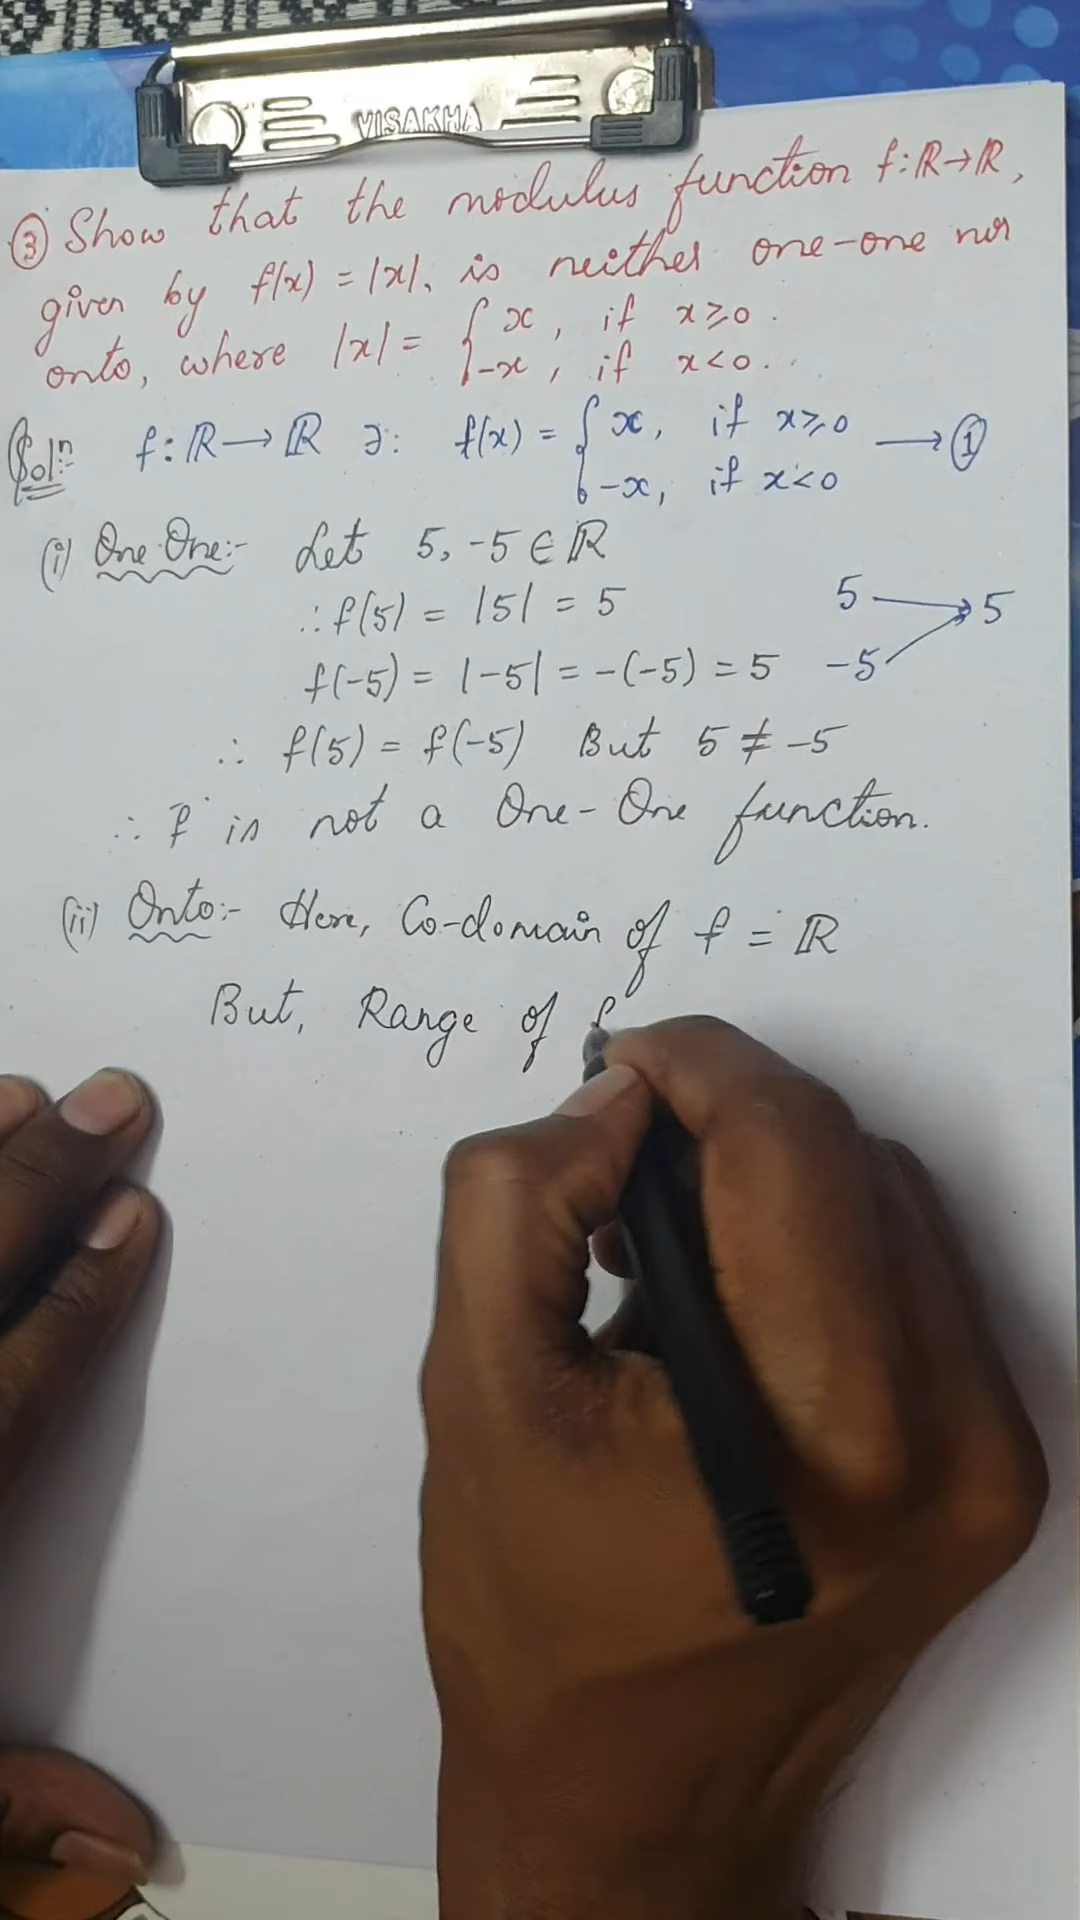 VISAKHA
③ Show that the modulus function f:ℝ→ℝ,
given by f(x) = |x|, is neither one-one nor
onto, where |x| = { x, if x≥0.
-x, if x<0.
Solⁿ:- f:ℝ→ℝ ∋: f(x) = { x, if x≥0 → ①
-x, if x<0
(i) One-One:- Let 5, -5 ∈ ℝ
∴ f(5) = |5| = 5
f(-5) = |-5| = -(-5) = 5
5 → 5
-5
∴ f(5) = f(-5) But 5 ≠ -5
∴ f is not a One-One function.
(ii) Onto:- Here, Co-domain of f = ℝ
But, Range of f